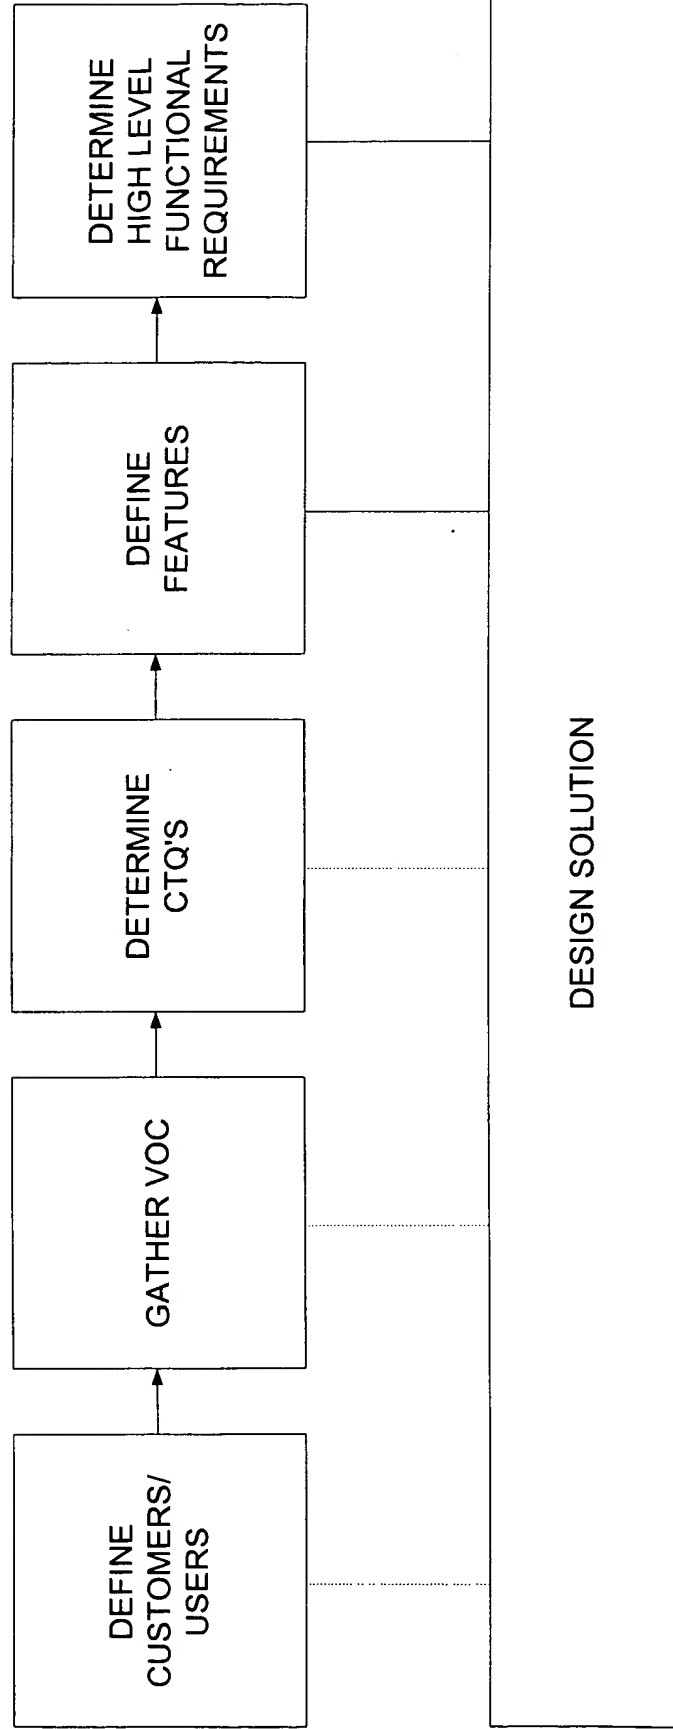 DEFINE
CUSTOMERS/
USERS
GATHER VOC
DETERMINE
CTQ'S
DEFINE
FEATURES
DETERMINE
HIGH LEVEL
FUNCTIONAL
REQUIREMENTS
DESIGN SOLUTION